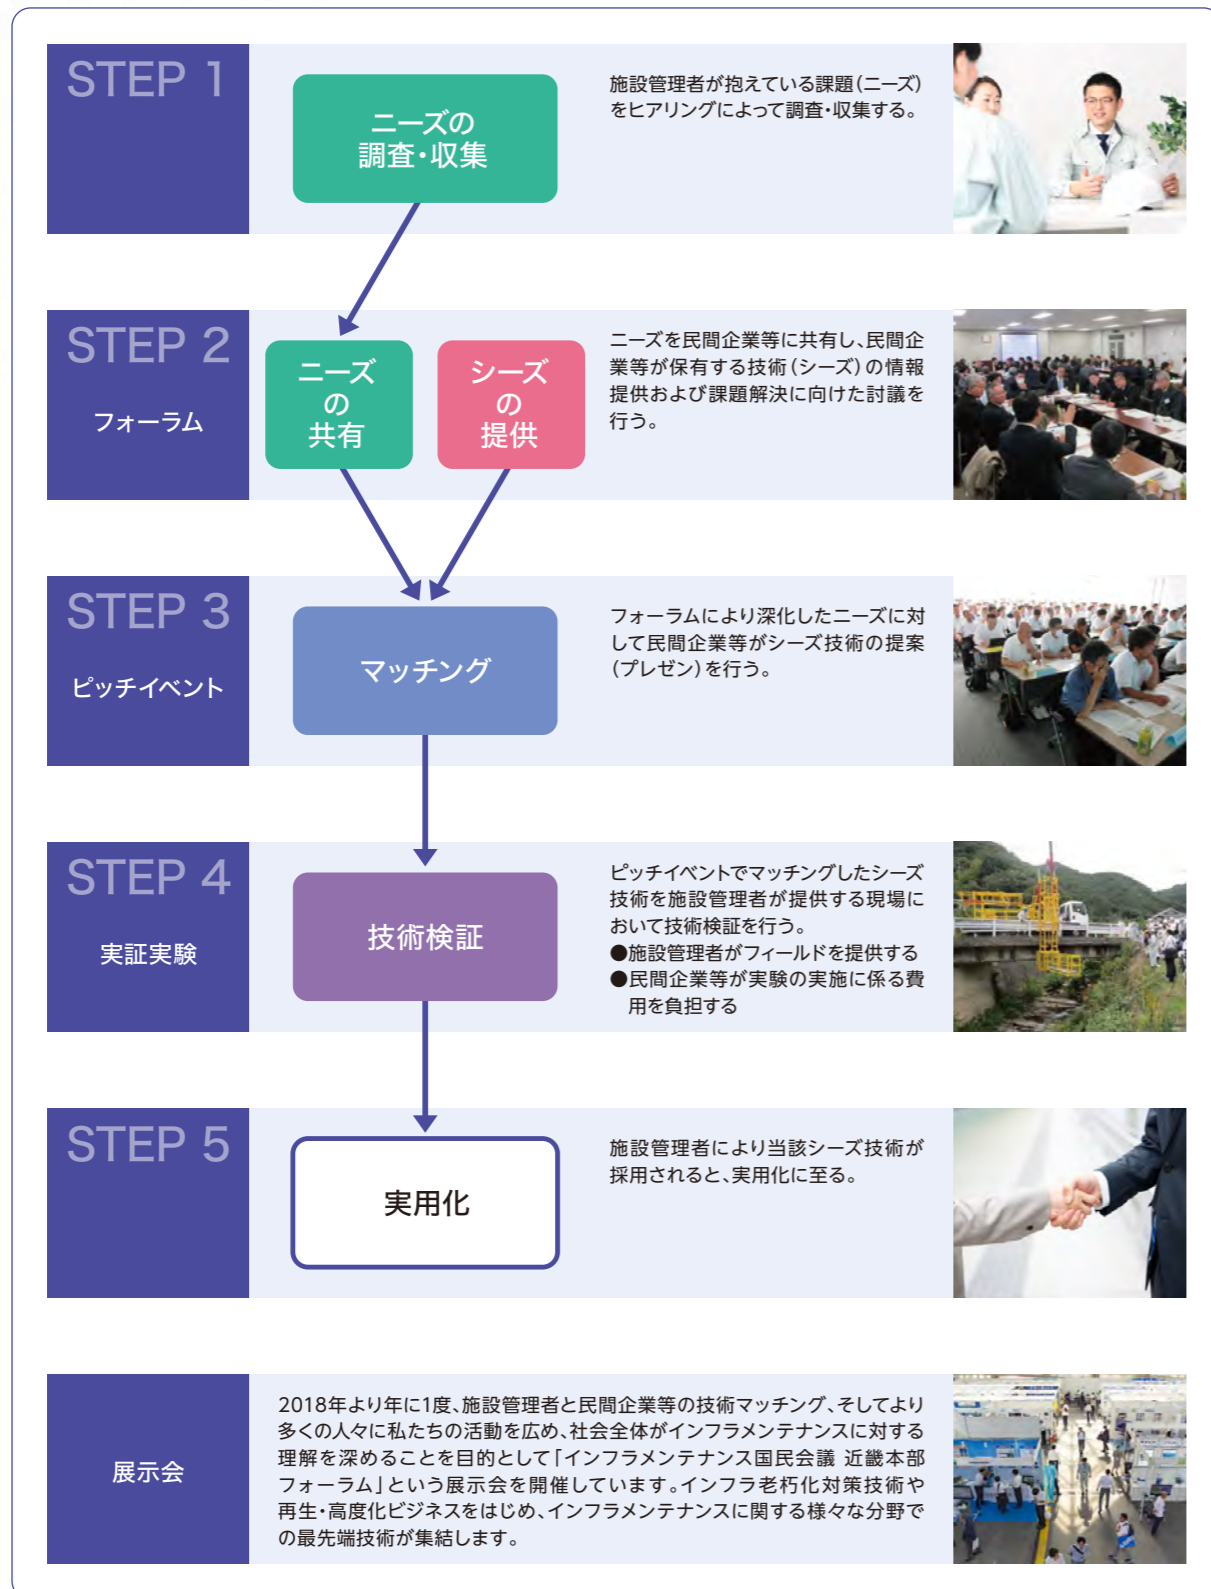 STEP 1
ニーズの
調査・収集
施設管理者が抱えている課題(ニーズ)
をヒアリングによって調査・収集する。
STEP 2
フォーラム
ニーズ
の
共有
シーズ
の
提供
ニーズを民間企業等に共有し、民間企
業等が保有する技術(シーズ)の情報
提供および課題解決に向けた討議を
行う。
STEP 3
ピッチイベント
マッチング
フォーラムにより深化したニーズに対
して民間企業等がシーズ技術の提案
(プレゼン)を行う。
STEP 4
実証実験
技術検証
ピッチイベントでマッチングしたシーズ
技術を施設管理者が提供する現場に
おいて技術検証を行う。
●施設管理者がフィールドを提供する
●民間企業等が実験の実施に係る費
用を負担する
STEP 5
実用化
施設管理者により当該シーズ技術が
採用されると、実用化に至る。
展示会
2018年より年に1度、施設管理者と民間企業等の技術マッチング、そしてより
多くの人々に私たちの活動を広め、社会全体がインフラメンテナンスに対する
理解を深めることを目的として「インフラメンテナンス国民会議 近畿本部
フォーラム」という展示会を開催しています。インフラ老朽化対策技術や
再生・高度化ビジネスをはじめ、インフラメンテナンスに関する様々な分野で
の最先端技術が集結します。